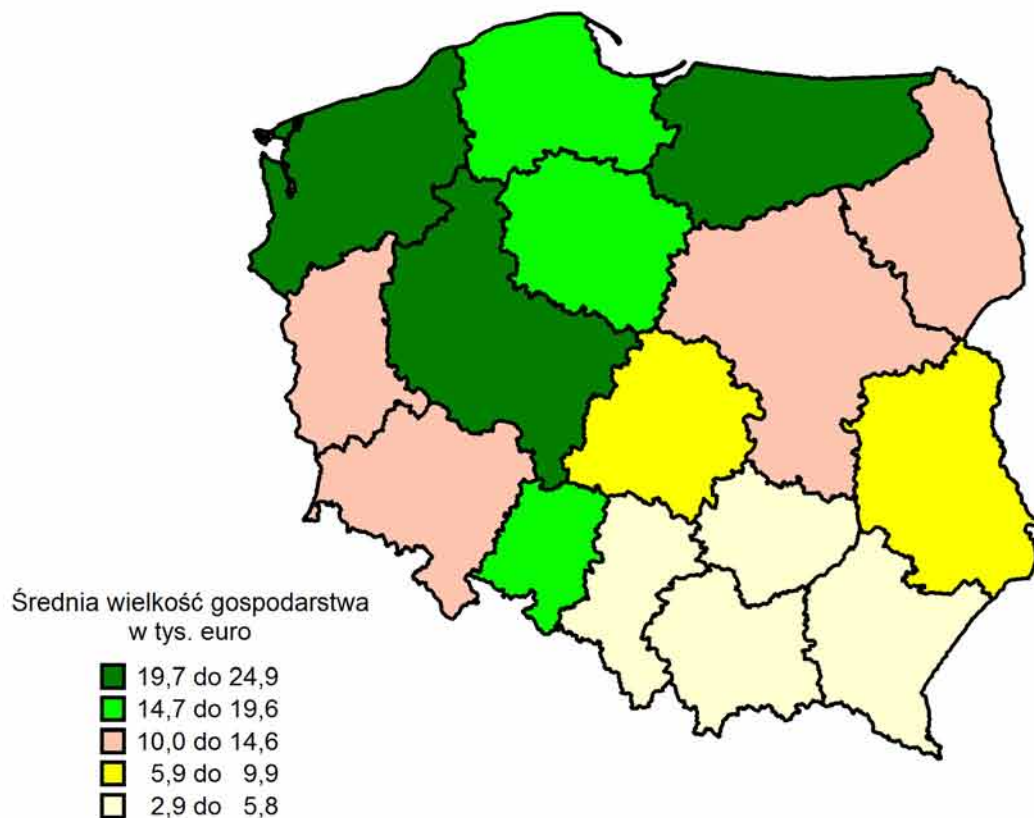 Średnia wielkość gospodarstwa
w tys. euro
19,7 do 24,9
14,7 do 19,6
10,0 do 14,6
5,9 do 9,9
2,9 do 5,8